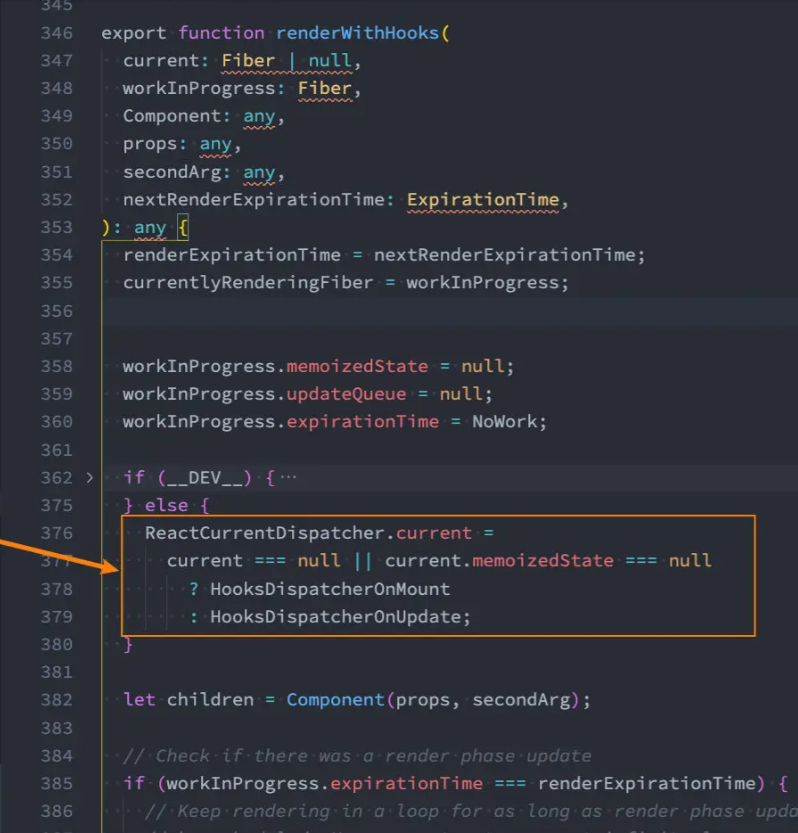 345
346 export function renderWithHooks(
347 current: Fiber | null,
348 workInProgress: Fiber,
349 Component: any,
350 props: any,
351 secondArg: any,
352 nextRenderExpirationTime: ExpirationTime,
353 ): any {
354 renderExpirationTime = nextRenderExpirationTime;
355 currentlyRenderingFiber = workInProgress;
356
357
358 workInProgress.memoizedState = null;
359 workInProgress.updateQueue = null;
360 workInProgress.expirationTime = NoWork;
361
362 > if (__DEV__) { ···
375 } else {
376 ReactCurrentDispatcher.current =
377 current === null || current.memoizedState === null
378 ? HooksDispatcherOnMount
379 : HooksDispatcherOnUpdate;
380 }
381
382 let children = Component(props, secondArg);
383
384 // Check if there was a render phase update
385 if (workInProgress.expirationTime === renderExpirationTime) {
386 // Keep rendering in a loop for as long as render phase upda